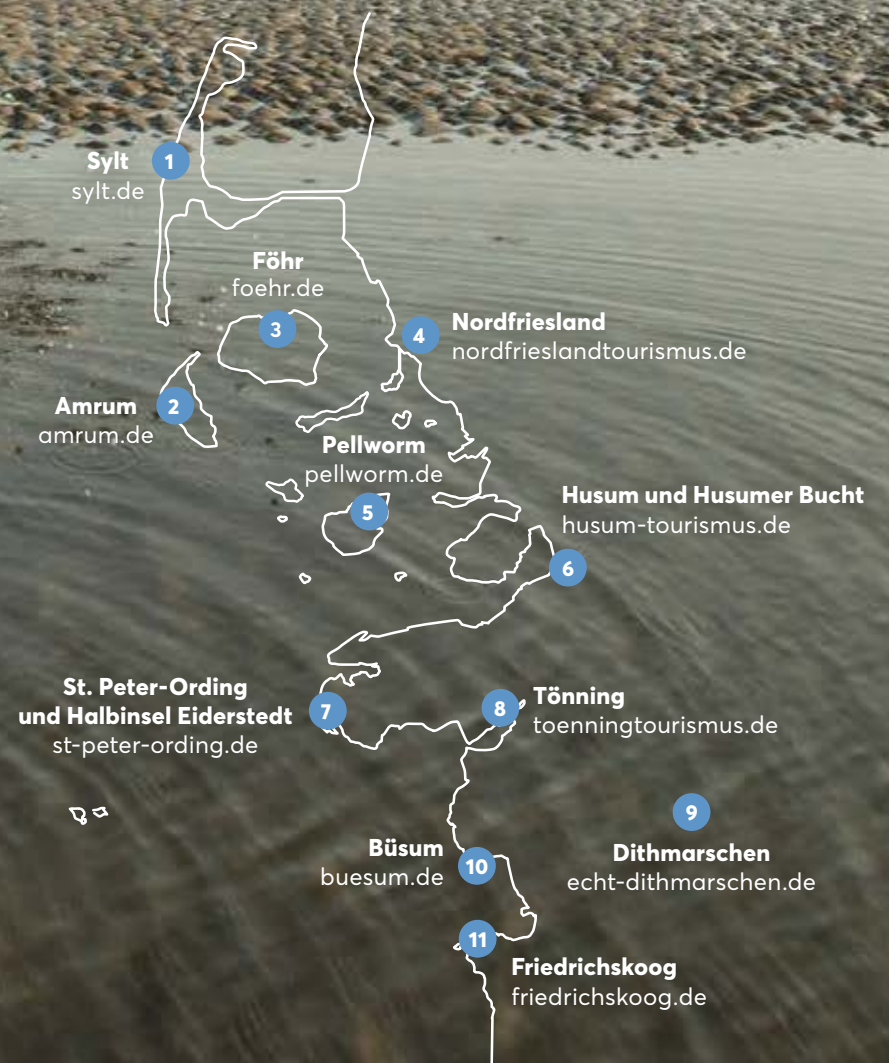 Sylt
1
sylt.de
Föhr
foehr.de
3
4
Nordfriesland
nordfrieslandtourismus.de
Amrum
2
amrum.de
Pellworm
pellworm.de
5
Husum und Husumer Bucht
husum-tourismus.de
6
St. Peter-Ording
und Halbinsel Eiderstedt
st-peter-ording.de
7
8
Tönning
toenningtourismus.de
9
Dithmarschen
echt-dithmarschen.de
Büsum
buesum.de
10
11
Friedrichskoog
friedrichskoog.de